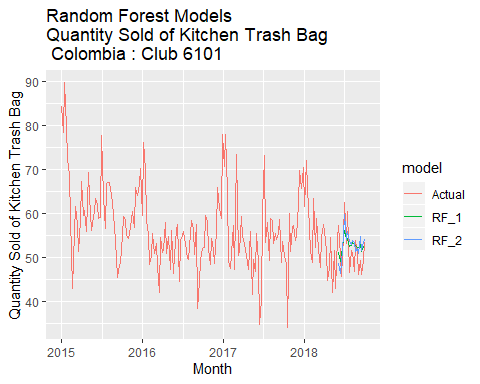 Random Forest Models
Quantity Sold of Kitchen Trash Bag
Colombia : Club 6101
Quantity Sold of Kitchen Trash Bag
90
80
70
60
50
40
2015
2016
2017
2018
Month
model
Actual
RF_1
RF_2